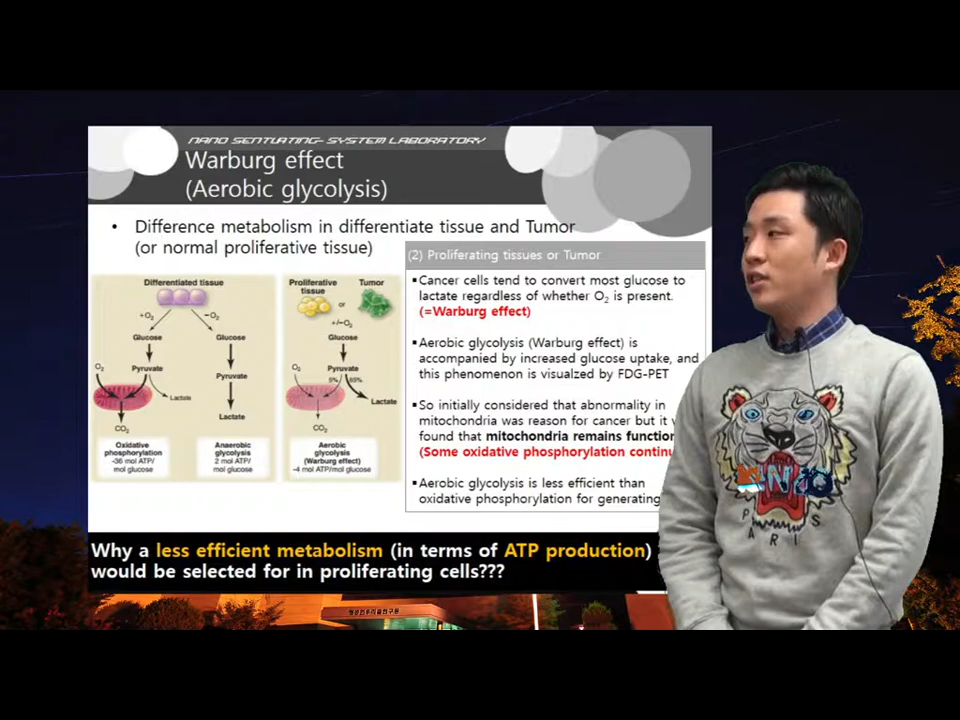 NANO SENTUATING- SYSTEM LABORATORY
Warburg effect
(Aerobic glycolysis)
• Difference metabolism in differentiate tissue and Tumor
(or normal proliferative tissue)
(2) Proliferating tissues or Tumor
▪Cancer cells tend to convert most glucose to
lactate regardless of whether O₂ is present.
(=Warburg effect)
▪Aerobic glycolysis (Warburg effect) is
accompanied by increased glucose uptake, and
this phenomenon is visualzed by FDG-PET
▪So initially considered that abnormality in
mitochondria was reason for cancer but it
found that mitochondria remains function
(Some oxidative phosphorylation continu
▪Aerobic glycolysis is less efficient than
oxidative phosphorylation for generating
Differentiated tissue
+O₂
−O₂
Glucose
Glucose
O₂
Pyruvate
Pyruvate
Lactate
Lactate
CO₂
Oxidative
phosphorylation
~36 mol ATP/
mol glucose
Anaerobic
glycolysis
2 mol ATP/
mol glucose
Proliferative
tissue
or
Tumor
+/−O₂
Glucose
O₂
Pyruvate
5%
85%
Lactate
CO₂
Aerobic
glycolysis
(Warburg effect)
~4 mol ATP/mol glucose
Why a less efficient metabolism (in terms of ATP production)
would be selected for in proliferating cells???
KENZO
PARIS